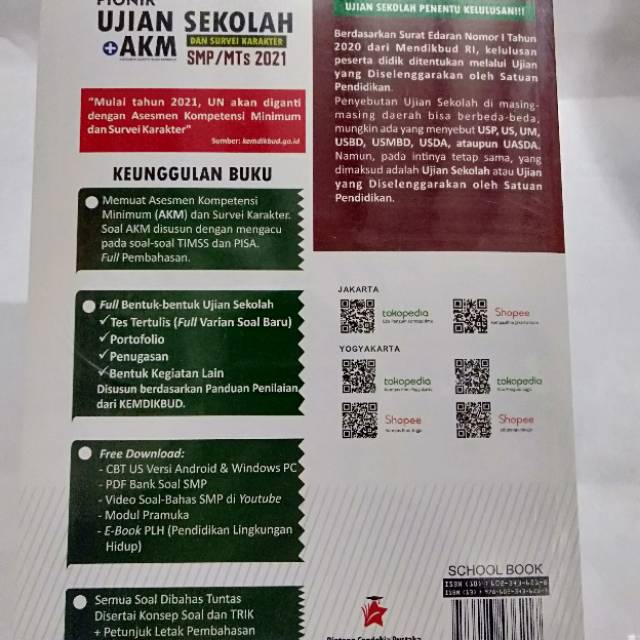 PIONIR
UJIAN SEKOLAH
+AKM DAN SURVEI KARAKTER
SMP/MTs 2021
"Mulai tahun 2021, UN akan diganti
dengan Asesmen Kompetensi Minimum
dan Survei Karakter"
Sumber: kemdikbud.go.id
KEUNGGULAN BUKU
Memuat Asesmen Kompetensi
Minimum (AKM) dan Survei Karakter.
Soal AKM disusun dengan mengacu
pada soal-soal TIMSS dan PISA.
Full Pembahasan.
Full Bentuk-bentuk Ujian Sekolah
✓Tes Tertulis (Full Varian Soal Baru)
✓Portofolio
✓Penugasan
✓Bentuk Kegiatan Lain
Disusun berdasarkan Panduan Penilaian
dari KEMDIKBUD.
Free Download:
- CBT US Versi Android & Windows PC
- PDF Bank Soal SMP
- Video Soal-Bahas SMP di Youtube
- Modul Pramuka
- E-Book PLH (Pendidikan Lingkungan
Hidup)
Semua Soal Dibahas Tuntas
Disertai Konsep Soal dan TRIK
+ Petunjuk Letak Pembahasan
UJIAN SEKOLAH PENENTU KELULUSAN!!!
Berdasarkan Surat Edaran Nomor I Tahun
2020 dari Mendikbud RI, kelulusan
peserta didik ditentukan melalui Ujian
yang Diselenggarakan oleh Satuan
Pendidikan.
Penyebutan Ujian Sekolah di masing-
masing daerah bisa berbeda-beda,
mungkin ada yang menyebut USP, US, UM,
USBD, USMBD, USDA, ataupun UASDA.
Namun, pada intinya tetap sama, yang
dimaksud adalah Ujian Sekolah atau Ujian
yang Diselenggarakan oleh Satuan
Pendidikan.
JAKARTA
tokopedia
Shopee
YOGYAKARTA
tokopedia
tokopedia
Shopee
Shopee
SCHOOL BOOK
Bintang Cendekia Pustaka